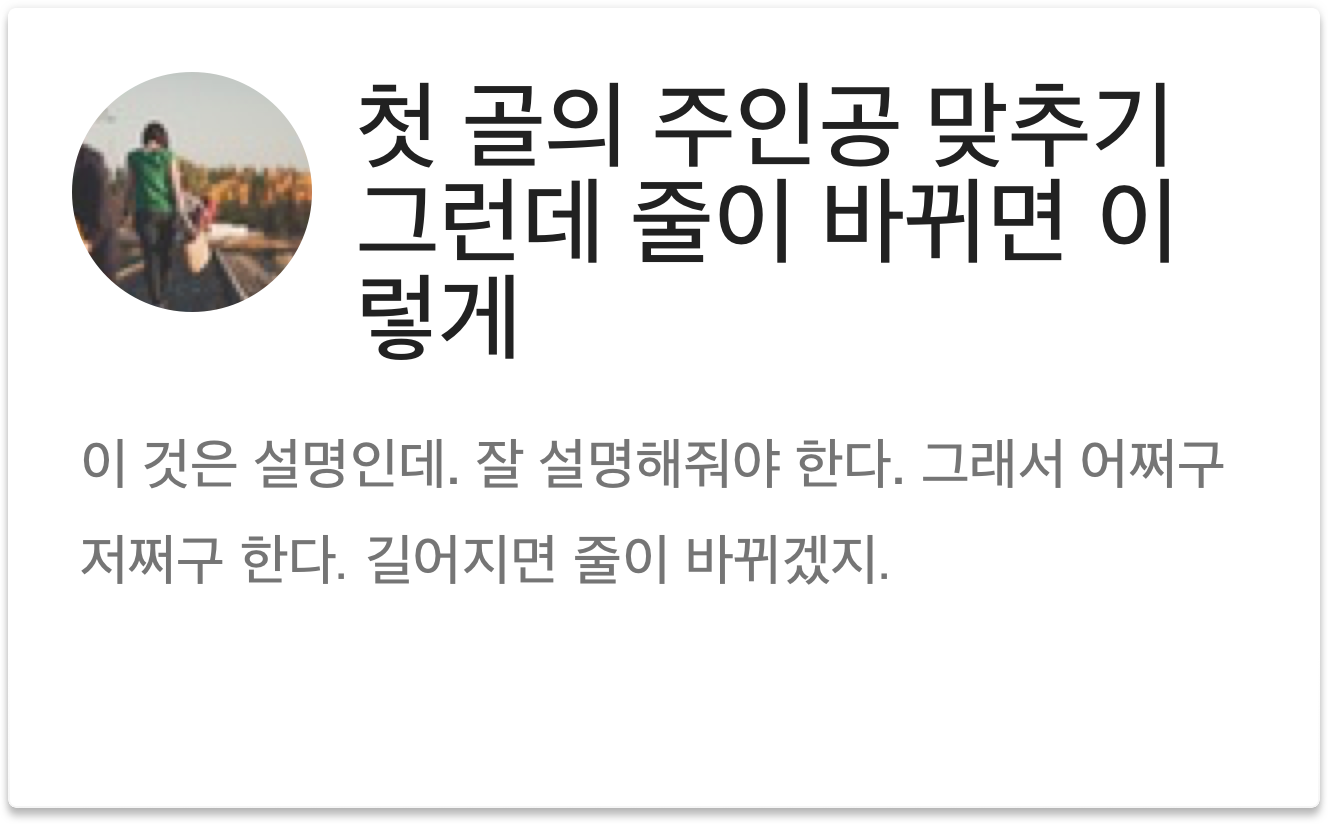 첫 골의 주인공 맞추기
그런데 줄이 바뀌면 이
렇게
이 것은 설명인데. 잘 설명해줘야 한다. 그래서 어쩌구
저쩌구 한다. 길어지면 줄이 바뀌겠지.